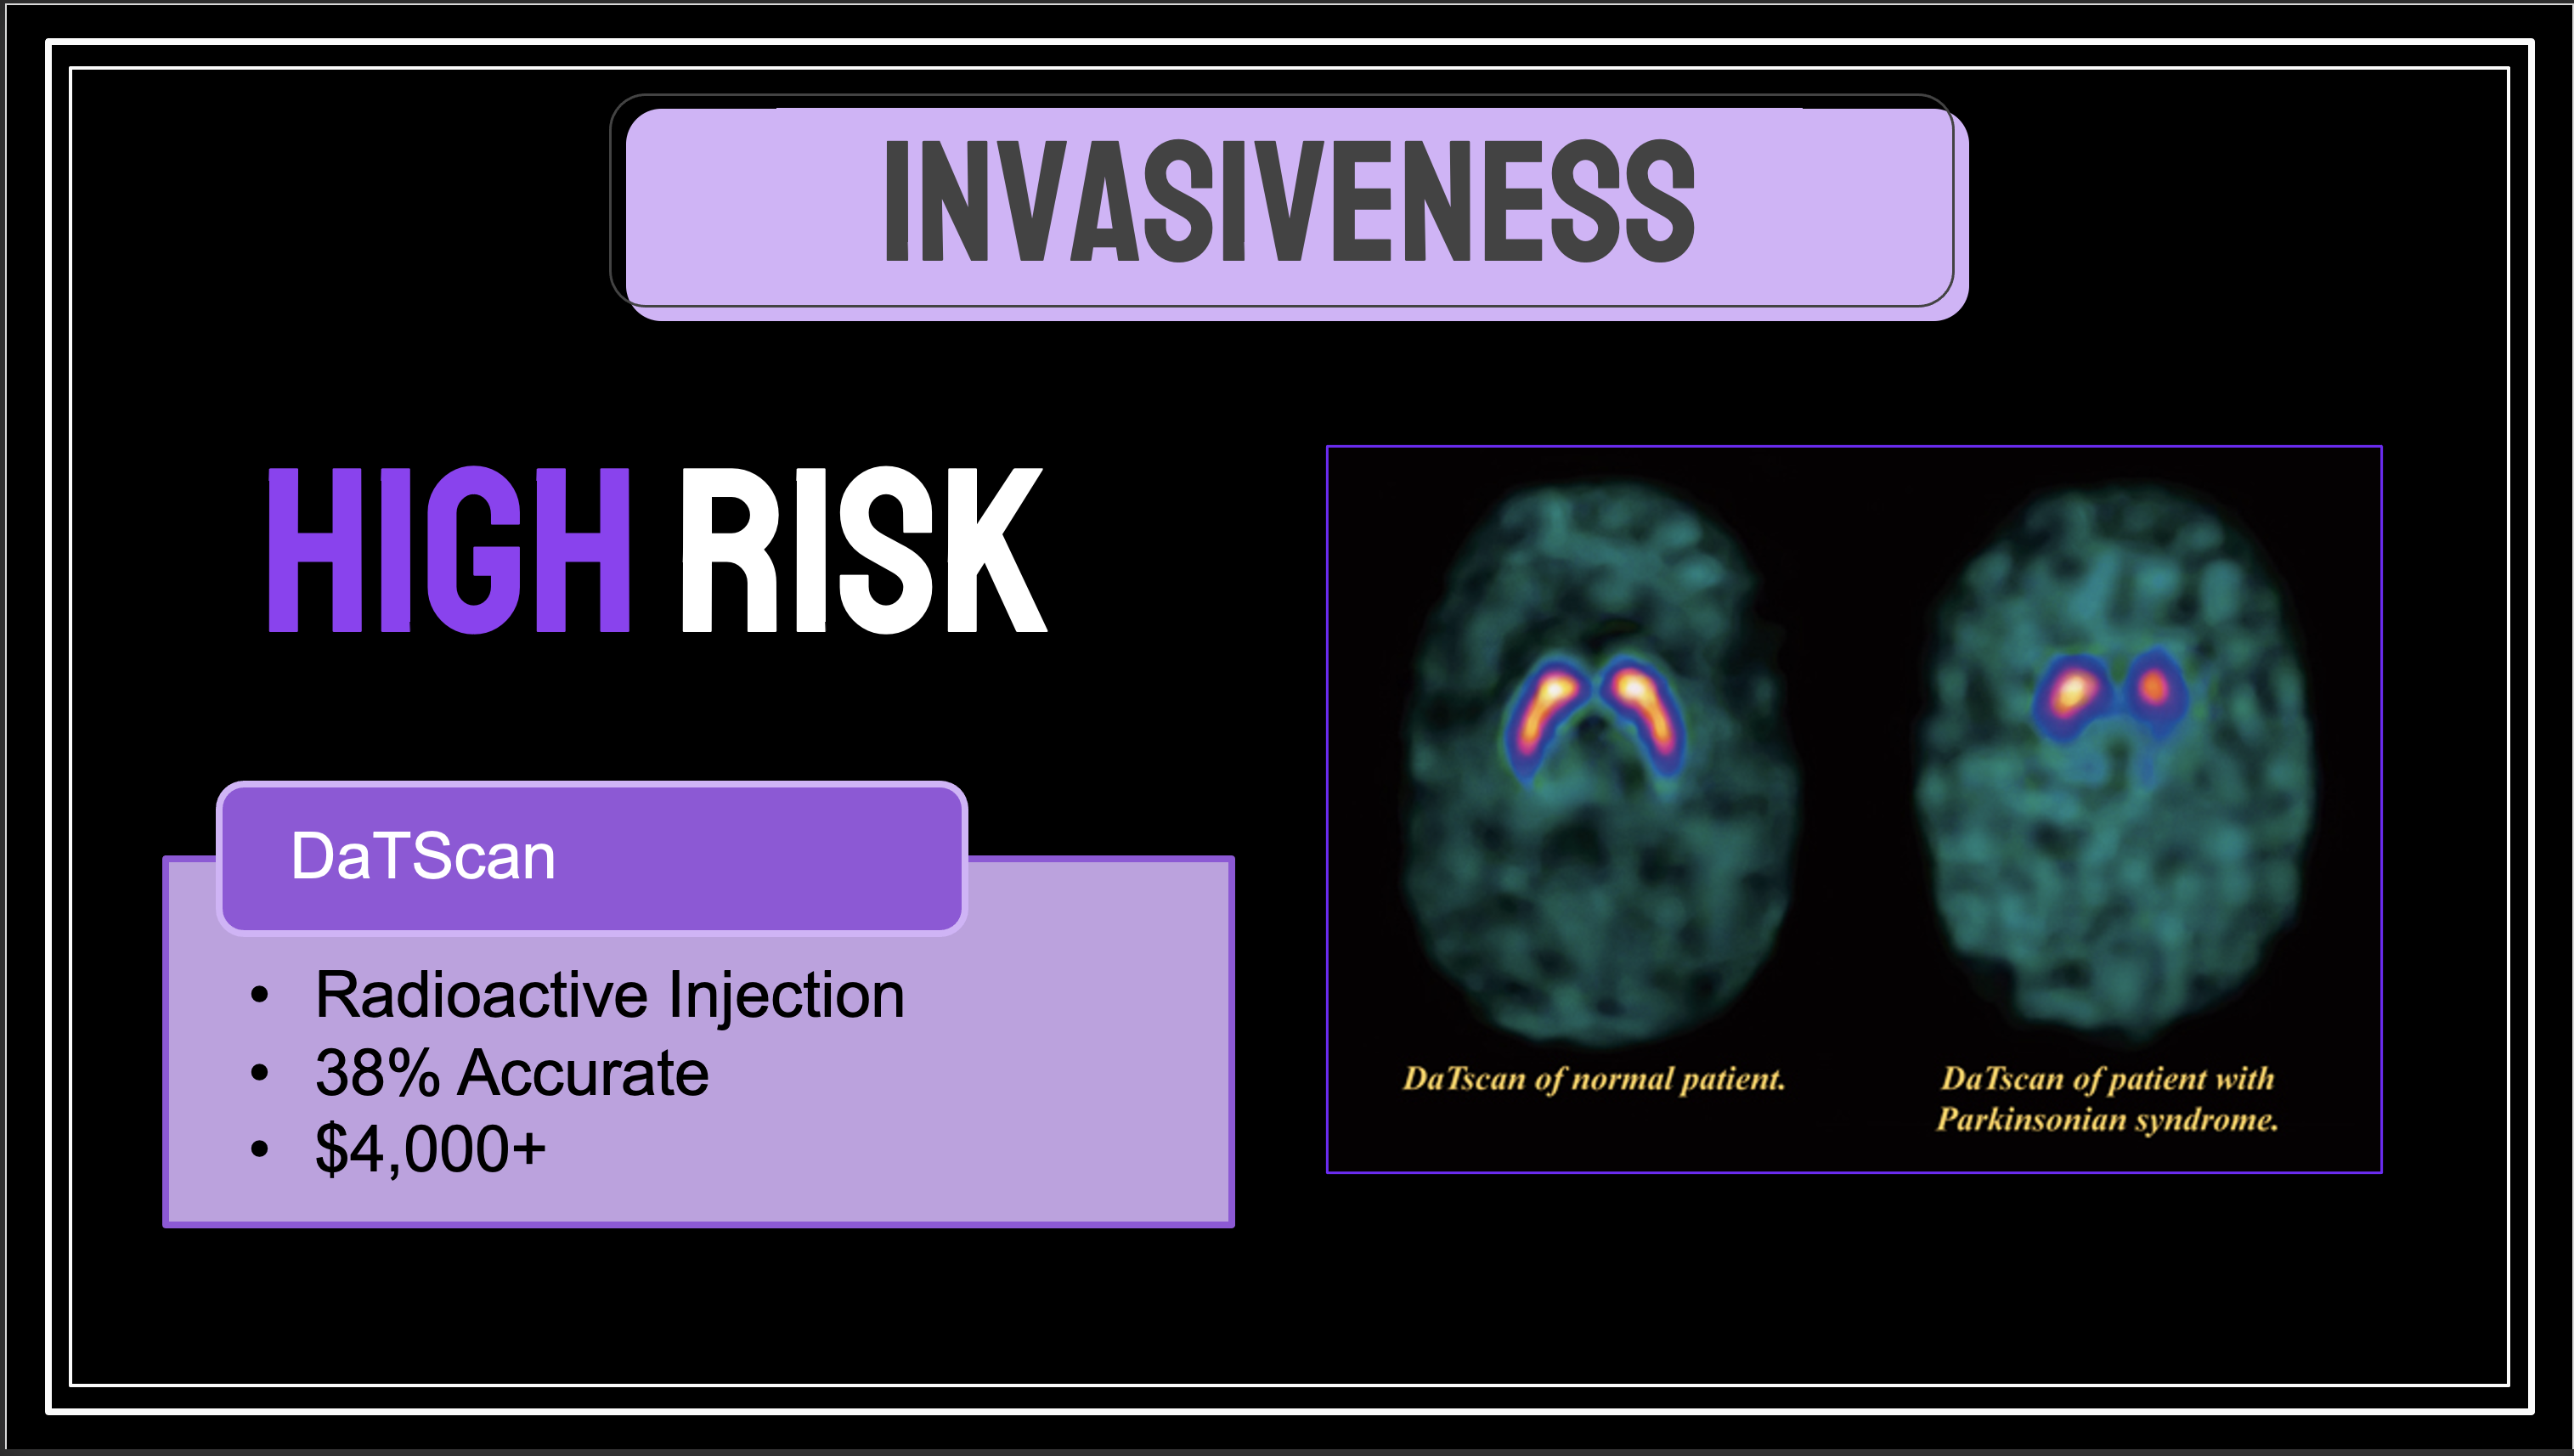 INVASIVENESS
HIGH RISK
DaTScan
• Radioactive Injection
• 38% Accurate
• $4,000+
DaTscan of normal patient.
DaTscan of patient with
Parkinsonian syndrome.